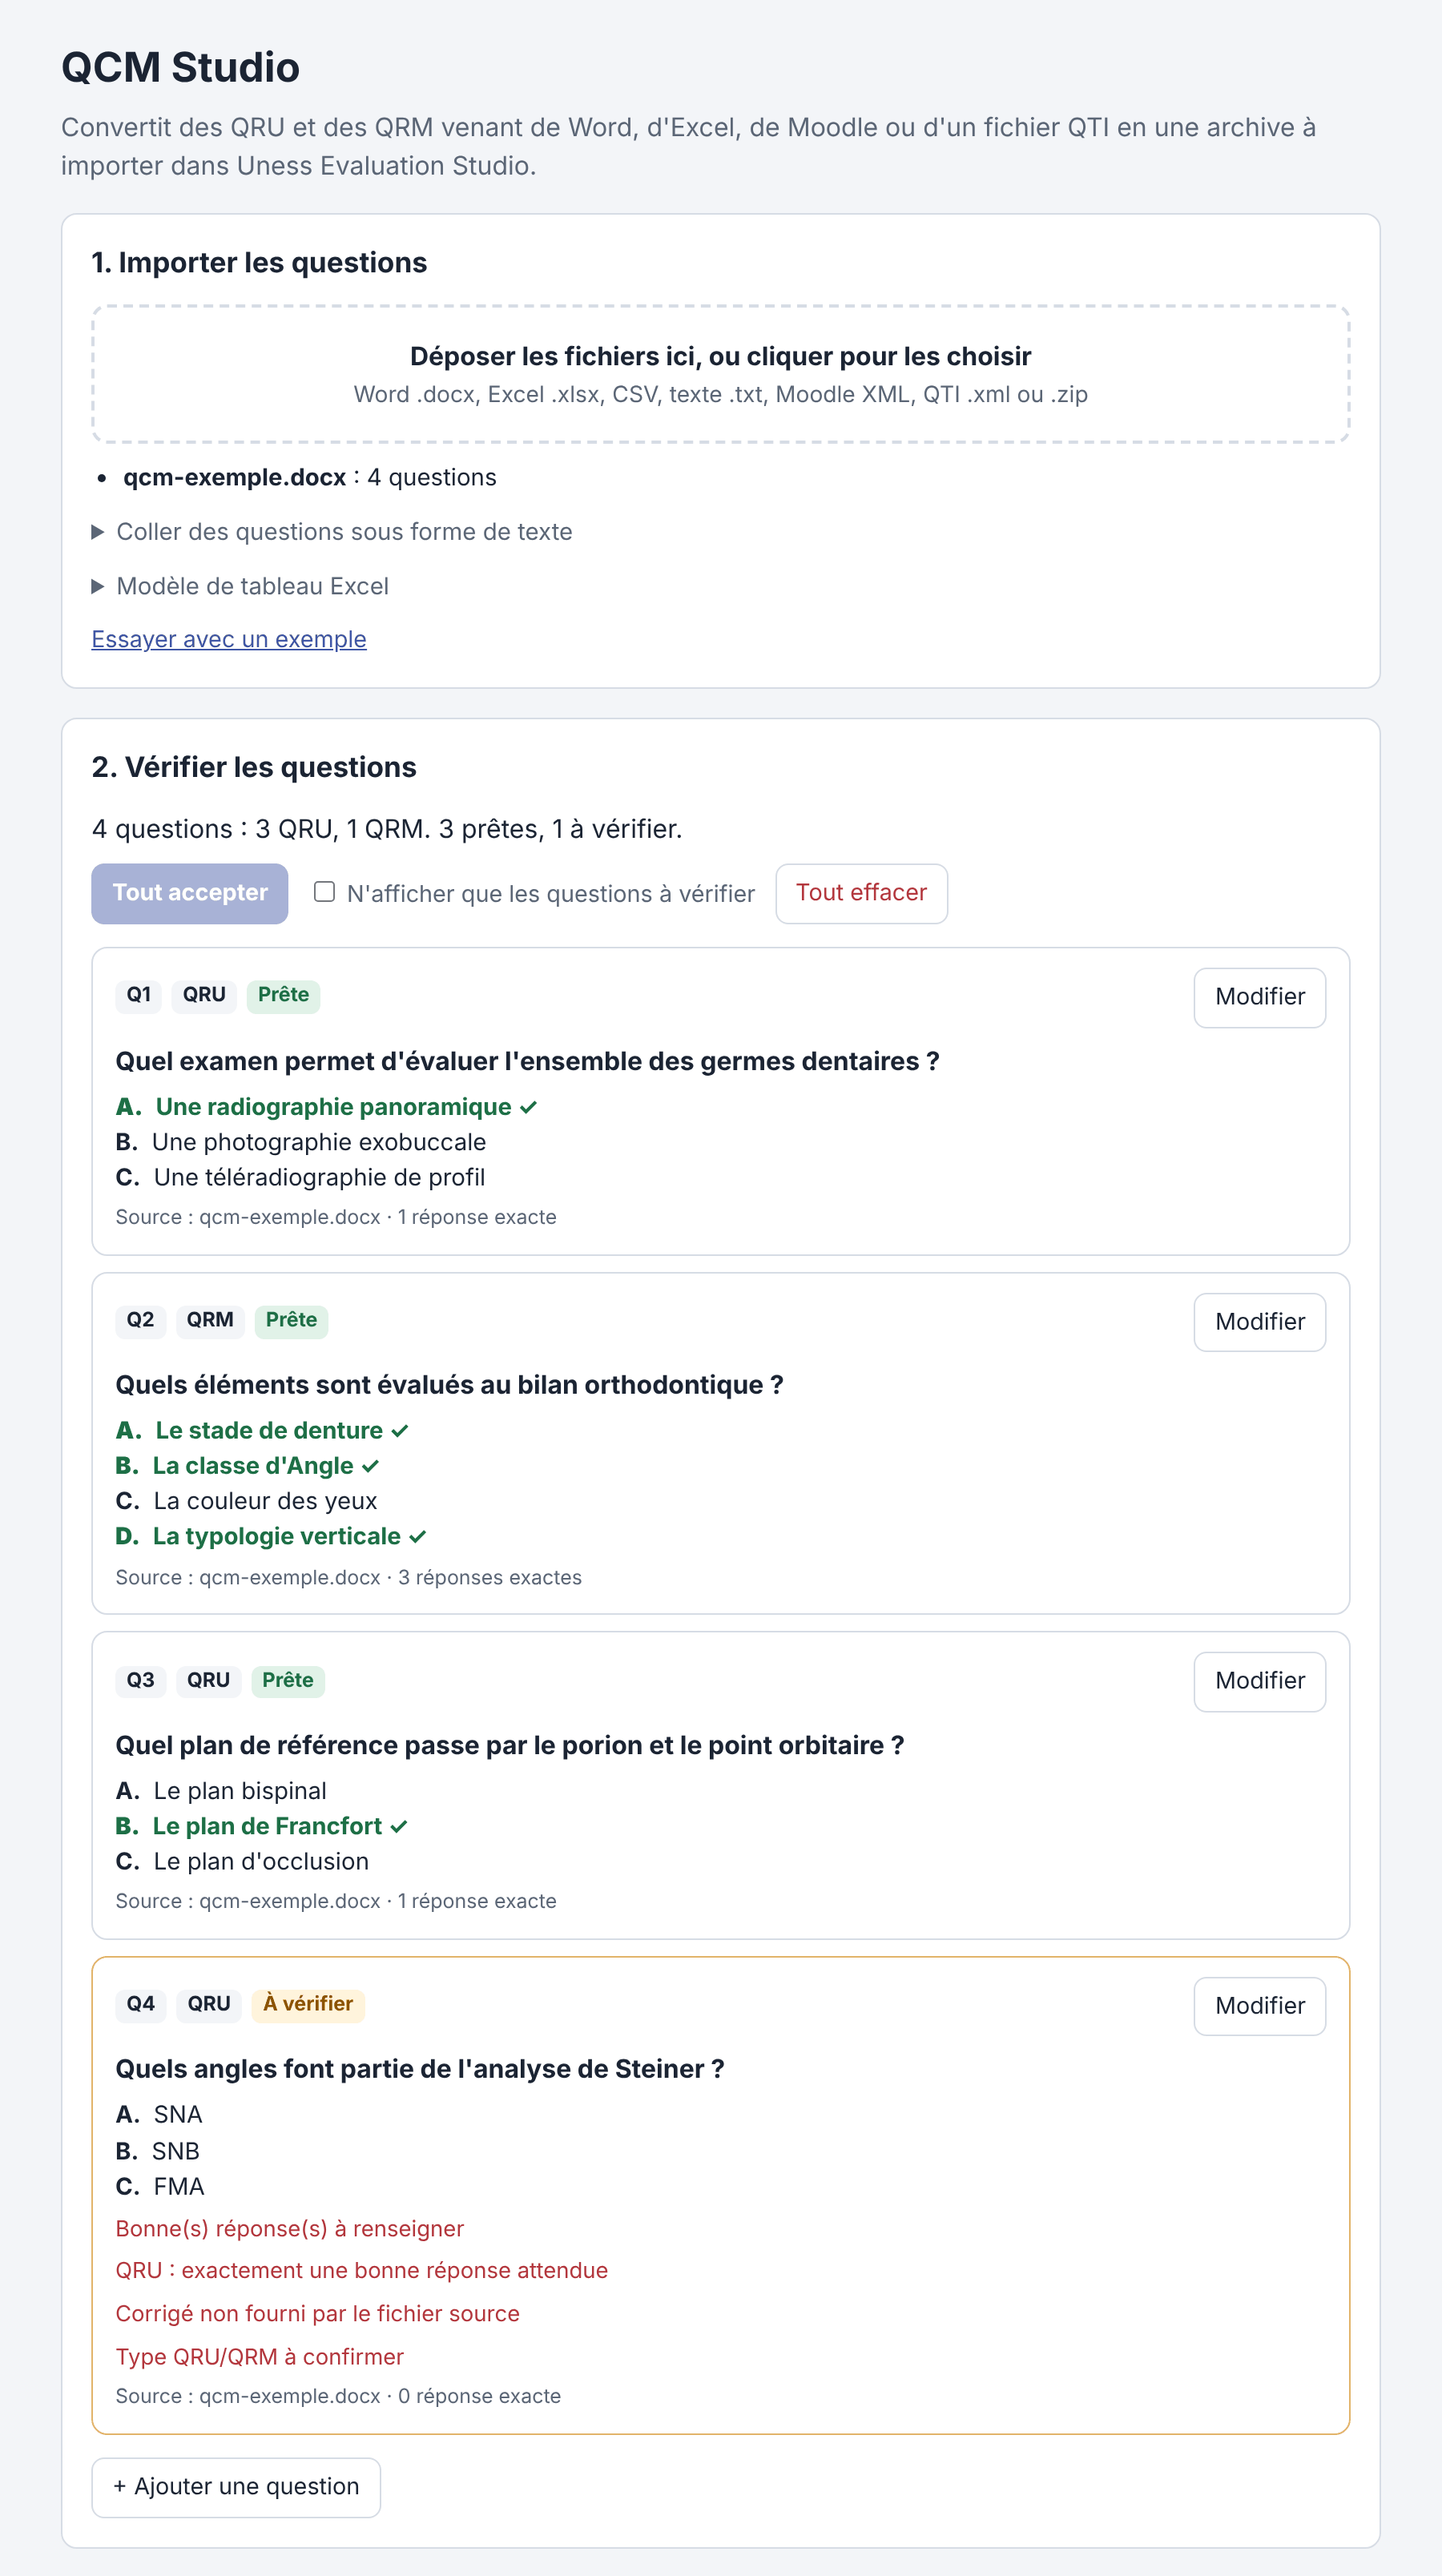 QCM Studio
Convertit des QRU et des QRM venant de Word, d'Excel, de Moodle ou d'un fichier QTI en une archive à
importer dans Uness Evaluation Studio.
1. Importer les questions
Déposer les fichiers ici, ou cliquer pour les choisir
Word .docx, Excel .xlsx, CSV, texte .txt, Moodle XML, QTI .xml ou .zip
• qcm-exemple.docx : 4 questions
▶ Coller des questions sous forme de texte
▶ Modèle de tableau Excel
Essayer avec un exemple
2. Vérifier les questions
4 questions : 3 QRU, 1 QRM. 3 prêtes, 1 à vérifier.
Tout accepter N'afficher que les questions à vérifier Tout effacer
Q1 QRU Prête Modifier
Quel examen permet d'évaluer l'ensemble des germes dentaires ?
A. Une radiographie panoramique ✓
B. Une photographie exobuccale
C. Une téléradiographie de profil
Source : qcm-exemple.docx · 1 réponse exacte
Q2 QRM Prête Modifier
Quels éléments sont évalués au bilan orthodontique ?
A. Le stade de denture ✓
B. La classe d'Angle ✓
C. La couleur des yeux
D. La typologie verticale ✓
Source : qcm-exemple.docx · 3 réponses exactes
Q3 QRU Prête Modifier
Quel plan de référence passe par le porion et le point orbitaire ?
A. Le plan bispinal
B. Le plan de Francfort ✓
C. Le plan d'occlusion
Source : qcm-exemple.docx · 1 réponse exacte
Q4 QRU À vérifier Modifier
Quels angles font partie de l'analyse de Steiner ?
A. SNA
B. SNB
C. FMA
Bonne(s) réponse(s) à renseigner
QRU : exactement une bonne réponse attendue
Corrigé non fourni par le fichier source
Type QRU/QRM à confirmer
Source : qcm-exemple.docx · 0 réponse exacte
+ Ajouter une question